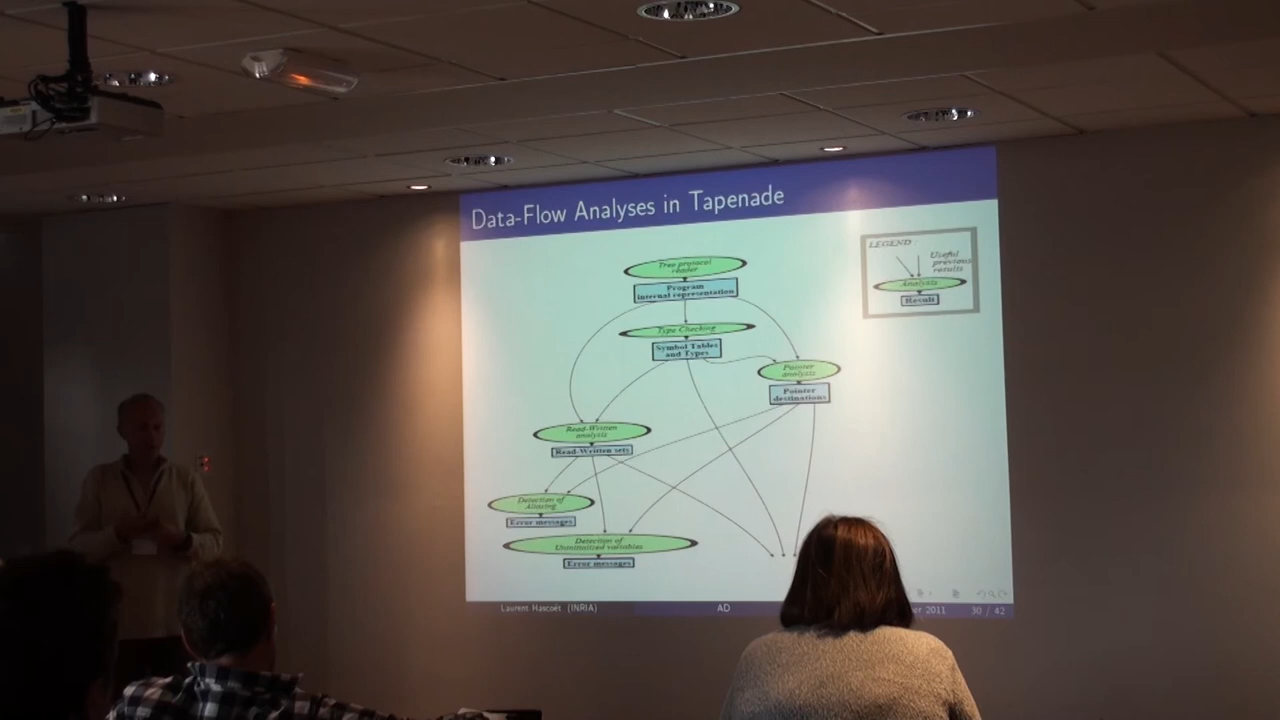 Data-Flow Analyses in Tapenade
LEGEND
Useful
previous
results
Analysis
Result
Tree protocol
reader
Program
internal representation
Type Checking
Symbol Tables
and Types
Pointer
analysis
Pointer
destinations
Read-Written
analysis
Read-Written sets
Detection of
Aliasing
Error messages
Detection of
Uninitialized variables
Error messages
Laurent Hascoët (INRIA)
AD
2011
30 / 42